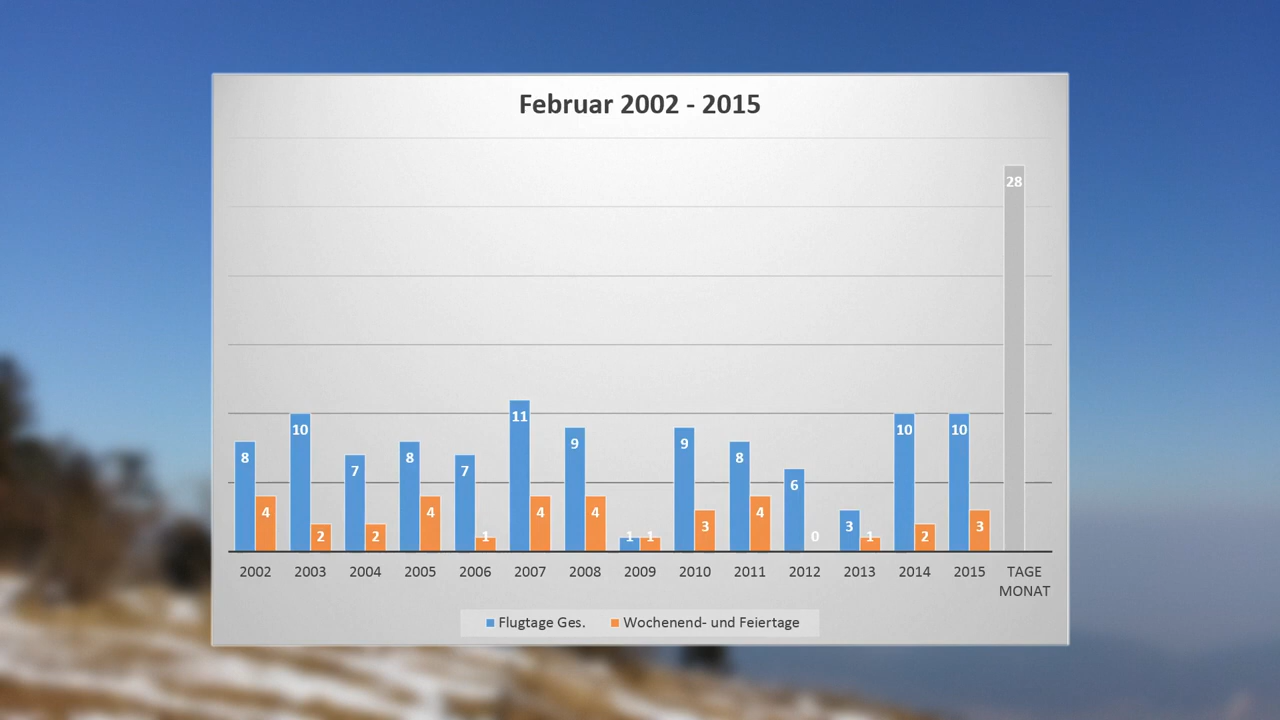 Februar 2002 - 2015
28
8 4 10 2 7 2 8 4 7 1 11 4 9 4 1 1 9 3 8 4 6 0 3 1 10 2 10 3
2002 2003 2004 2005 2006 2007 2008 2009 2010 2011 2012 2013 2014 2015 TAGE
MONAT
Flugtage Ges. Wochenend- und Feiertage